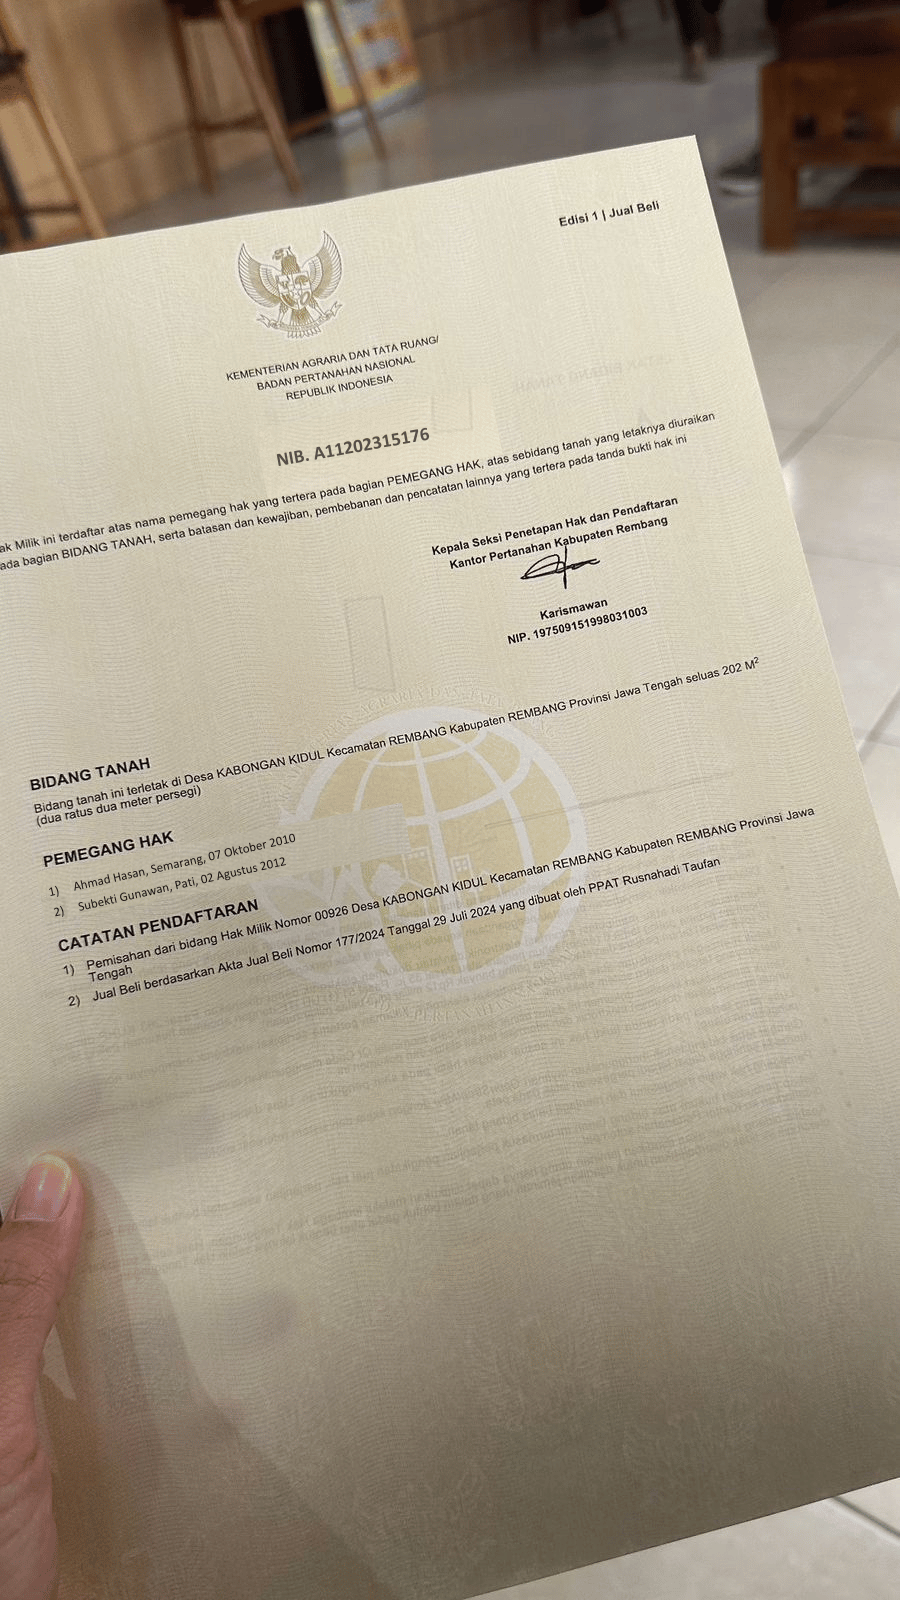 Edisi 1 | Jual Beli
KEMENTERIAN AGRARIA DAN TATA RUANG/
BADAN PERTANAHAN NASIONAL
REPUBLIK INDONESIA
NIB. A11202315176
ak Milik ini terdaftar atas nama pemegang hak yang tertera pada bagian PEMEGANG HAK, atas sebidang tanah yang letaknya diuraikan
ada bagian BIDANG TANAH, serta batasan dan kewajiban, pembebanan dan pencatatan lainnya yang tertera pada tanda bukti hak ini
Kepala Seksi Penetapan Hak dan Pendaftaran
Kantor Pertanahan Kabupaten Rembang
Karismawan
NIP. 197509151998031003
BIDANG TANAH
Bidang tanah ini terletak di Desa KABONGAN KIDUL Kecamatan REMBANG Kabupaten REMBANG Provinsi Jawa Tengah seluas 202 M²
(dua ratus dua meter persegi)
PEMEGANG HAK
1) Ahmad Hasan, Semarang, 07 Oktober 2010
2) Subekti Gunawan, Pati, 02 Agustus 2012
CATATAN PENDAFTARAN
1) Pemisahan dari bidang Hak Milik Nomor 00926 Desa KABONGAN KIDUL Kecamatan REMBANG Kabupaten REMBANG Provinsi Jawa
Tengah
2) Jual Beli berdasarkan Akta Jual Beli Nomor 177/2024 Tanggal 29 Juli 2024 yang dibuat oleh PPAT Rusnahadi Taufan